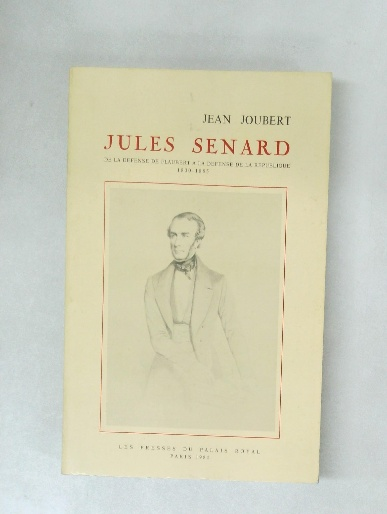 JEAN JOUBERT
JULES SENARD
DE LA DEFENSE DE FLAUBERT A LA DEFENSE DE LA REPUBLIQUE
LES PRESSES DU PALAIS ROYAL
PARIS